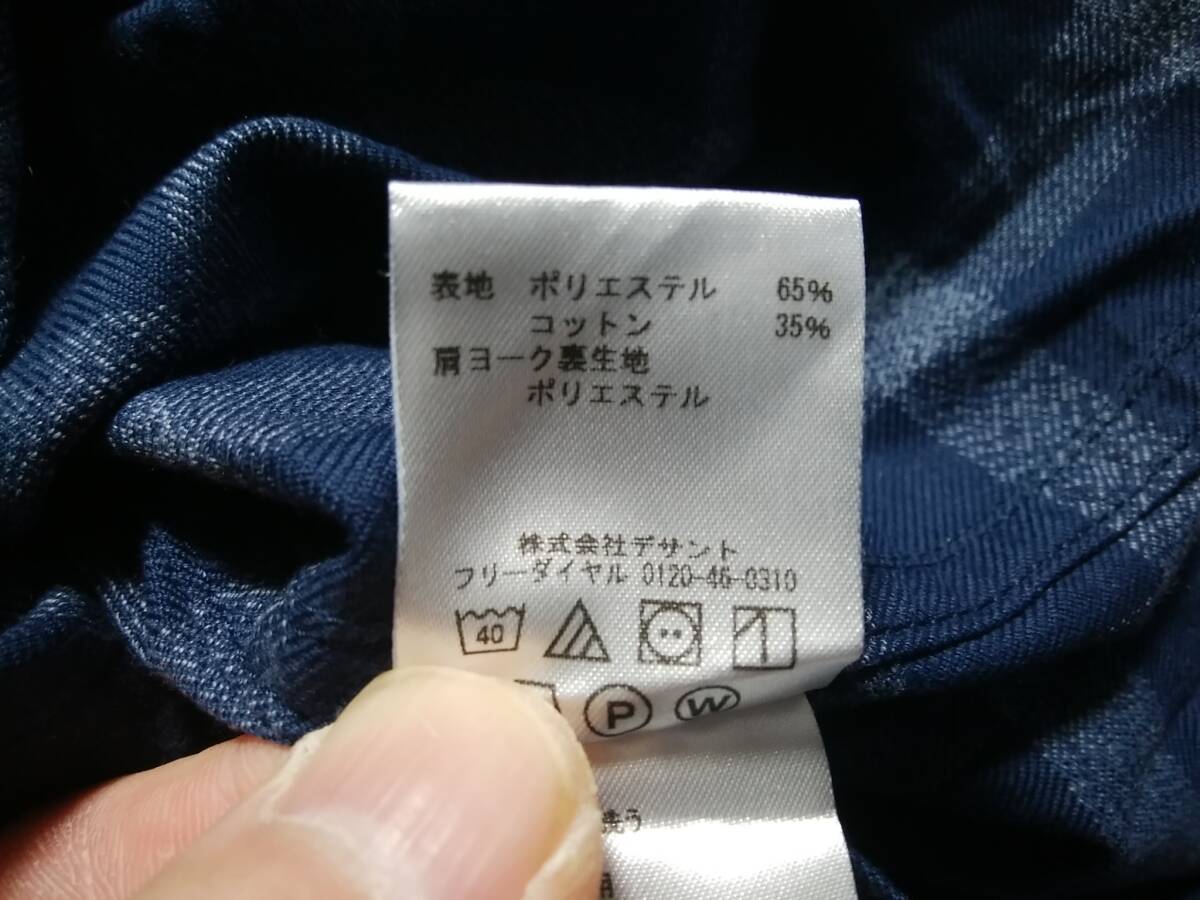 表地 ポリエステル 65%
コットン 35%
肩ヨーク裏生地
ポリエステル
株式会社デサント
フリーダイヤル 0120-46-0310
40
P W
洗う